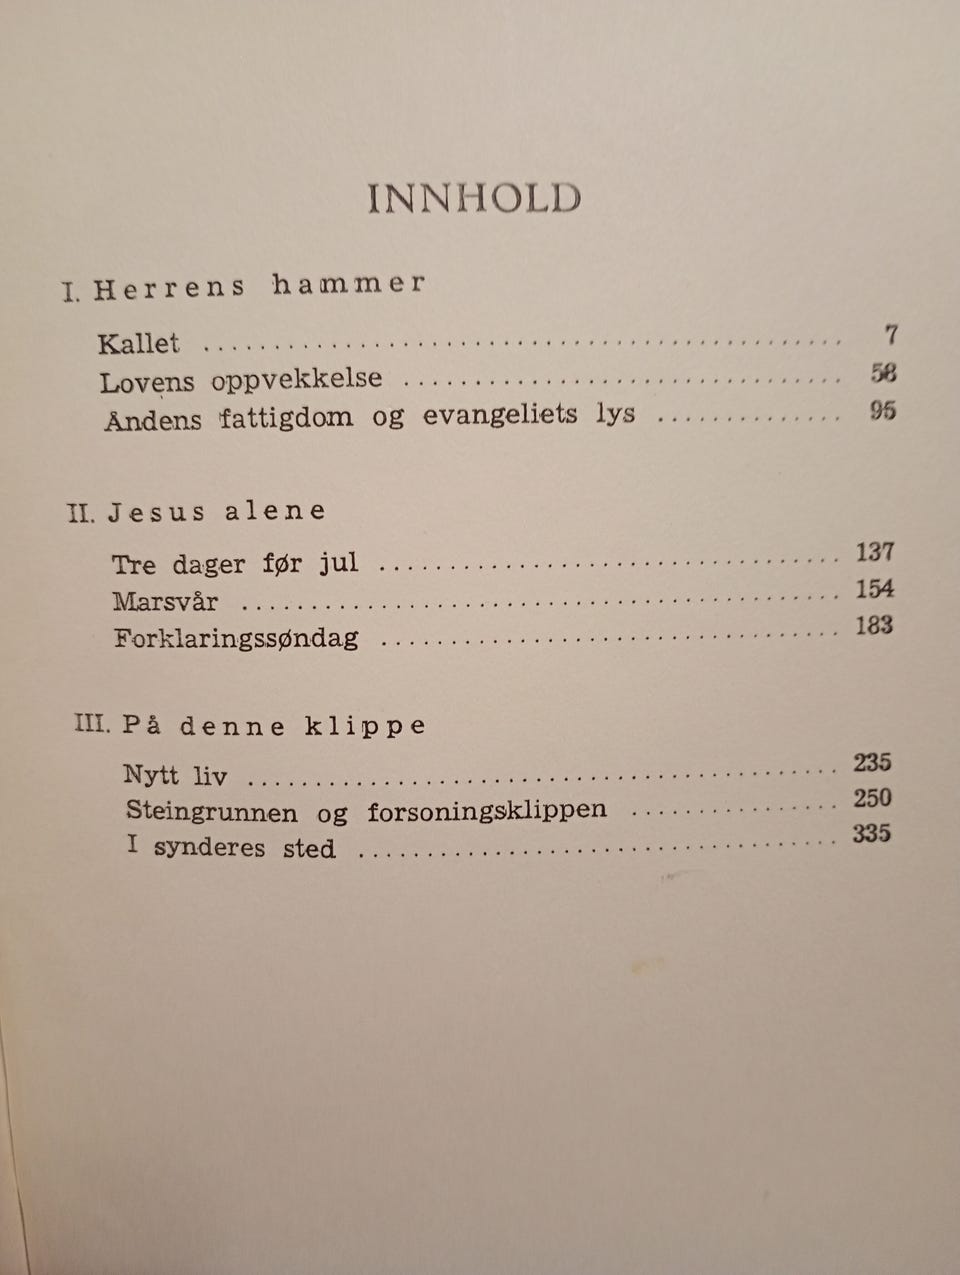 INNHOLD
I. Herrens hammer
Kallet ........................................ 7
Lovens oppvekkelse ............................... 58
Åndens fattigdom og evangeliets lys ............. 95
II. Jesus alene
Tre dager før jul ................................. 137
Marsvår .......................................... 154
Forklaringssøndag ................................. 183
III. På denne klippe
Nytt liv .......................................... 235
Steingrunnen og forsoningsklippen ............... 250
I synderes sted ................................... 335